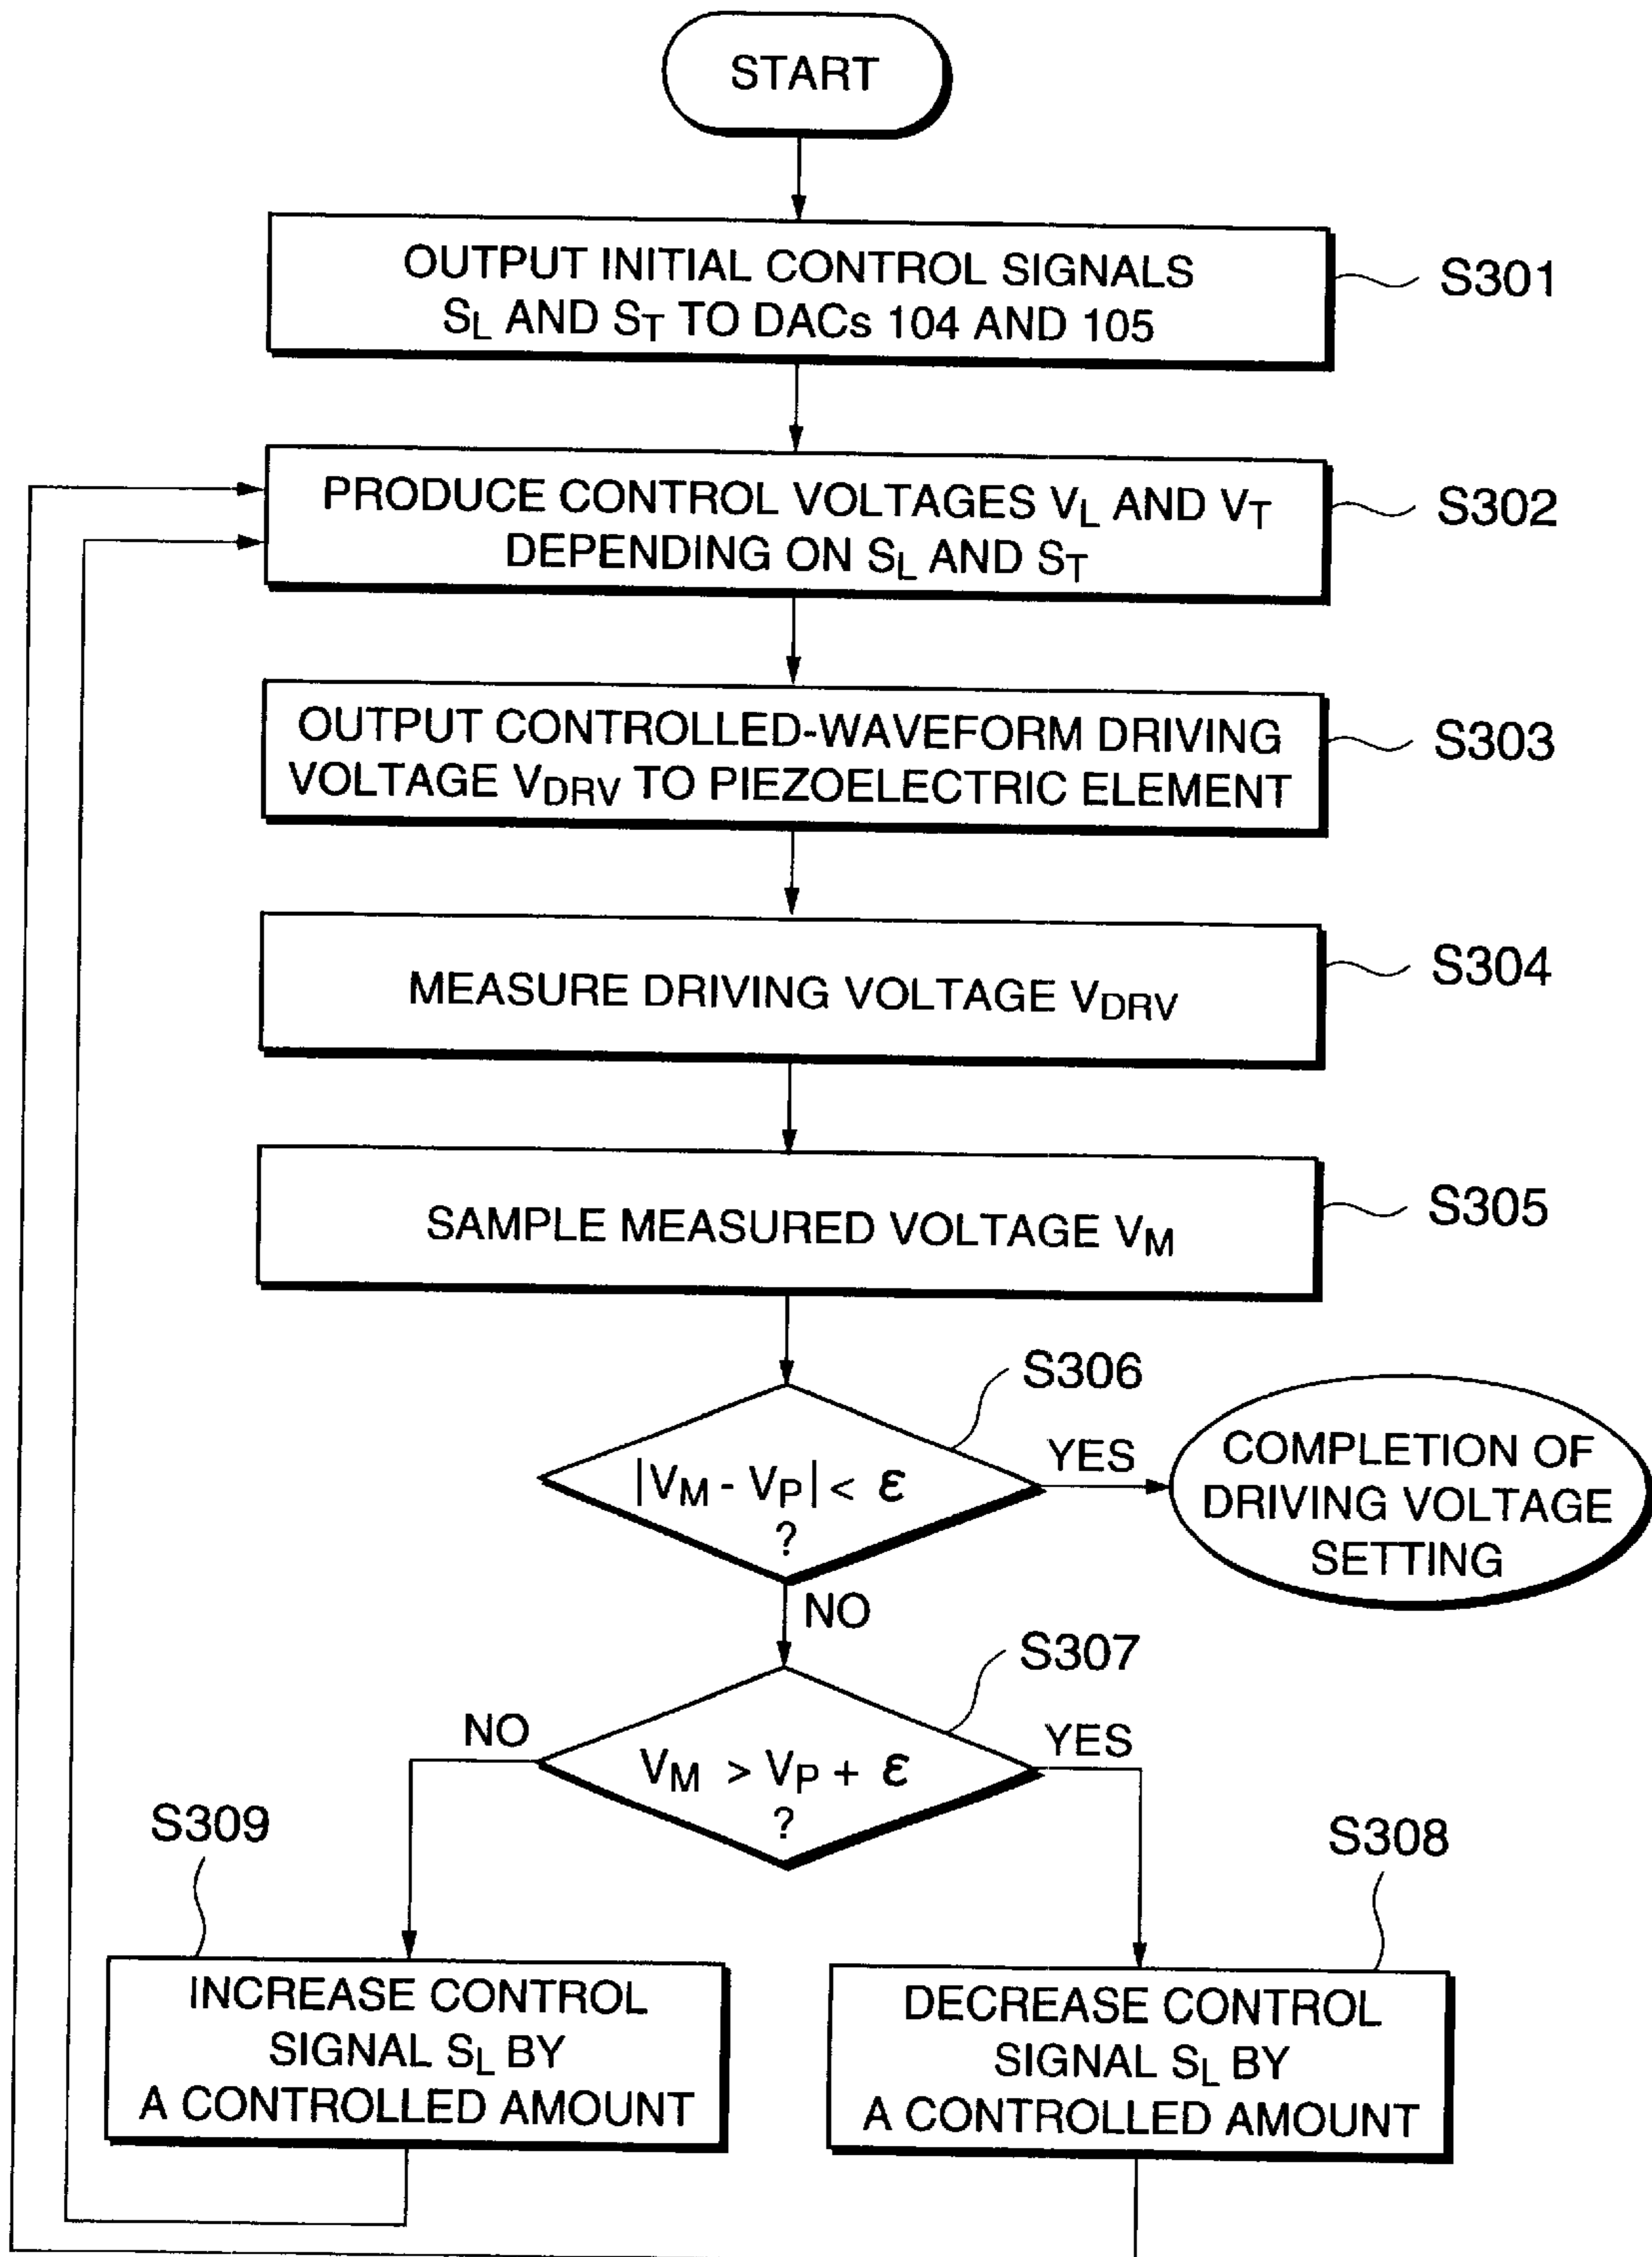 START
OUTPUT INITIAL CONTROL SIGNALS
SL AND ST TO DACs 104 AND 105
S301
PRODUCE CONTROL VOLTAGES VL AND VT
DEPENDING ON SL AND ST
S302
OUTPUT CONTROLLED-WAVEFORM DRIVING
VOLTAGE VDRV TO PIEZOELECTRIC ELEMENT
S303
MEASURE DRIVING VOLTAGE VDRV
S304
SAMPLE MEASURED VOLTAGE VM
S305
S306
|VM - VP| < ε
?
YES
COMPLETION OF
DRIVING VOLTAGE
SETTING
NO
S307
VM > VP + ε
?
NO
YES
S309
INCREASE CONTROL
SIGNAL SL BY
A CONTROLLED AMOUNT
S308
DECREASE CONTROL
SIGNAL SL BY
A CONTROLLED AMOUNT